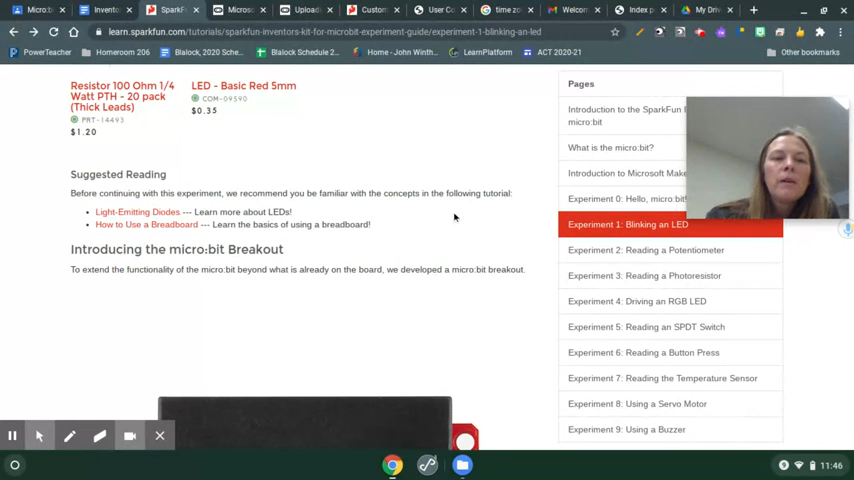 Micro:b
Invento
SparkF
Microso
Uploadi
Custom
User Co
time zo
Welcom
Index p
My Driv
learn.sparkfun.com/tutorials/sparkfun-inventors-kit-for-microbit-experiment-guide/experiment-1-blinking-an-led
PowerTeacher
Homeroom 206
Blalock, 2020 Sche...
Blalock Schedule 2...
Home - John Winth...
LearnPlatform
ACT 2020-21
Other bookmarks
Resistor 100 Ohm 1/4
Watt PTH - 20 pack
(Thick Leads)
PRT-14493
$1.20
LED - Basic Red 5mm
COM-09590
$0.35
Suggested Reading
Before continuing with this experiment, we recommend you be familiar with the concepts in the following tutorial:
• Light-Emitting Diodes --- Learn more about LEDs!
• How to Use a Breadboard --- Learn the basics of using a breadboard!
Introducing the micro:bit Breakout
To extend the functionality of the micro:bit beyond what is already on the board, we developed a micro:bit breakout.
Pages
Introduction to the SparkFun
micro:bit
What is the micro:bit?
Introduction to Microsoft Make
Experiment 0: Hello, micro:bit!
Experiment 1: Blinking an LED
Experiment 2: Reading a Potentiometer
Experiment 3: Reading a Photoresistor
Experiment 4: Driving an RGB LED
Experiment 5: Reading an SPDT Switch
Experiment 6: Reading a Button Press
Experiment 7: Reading the Temperature Sensor
Experiment 8: Using a Servo Motor
Experiment 9: Using a Buzzer
11:46